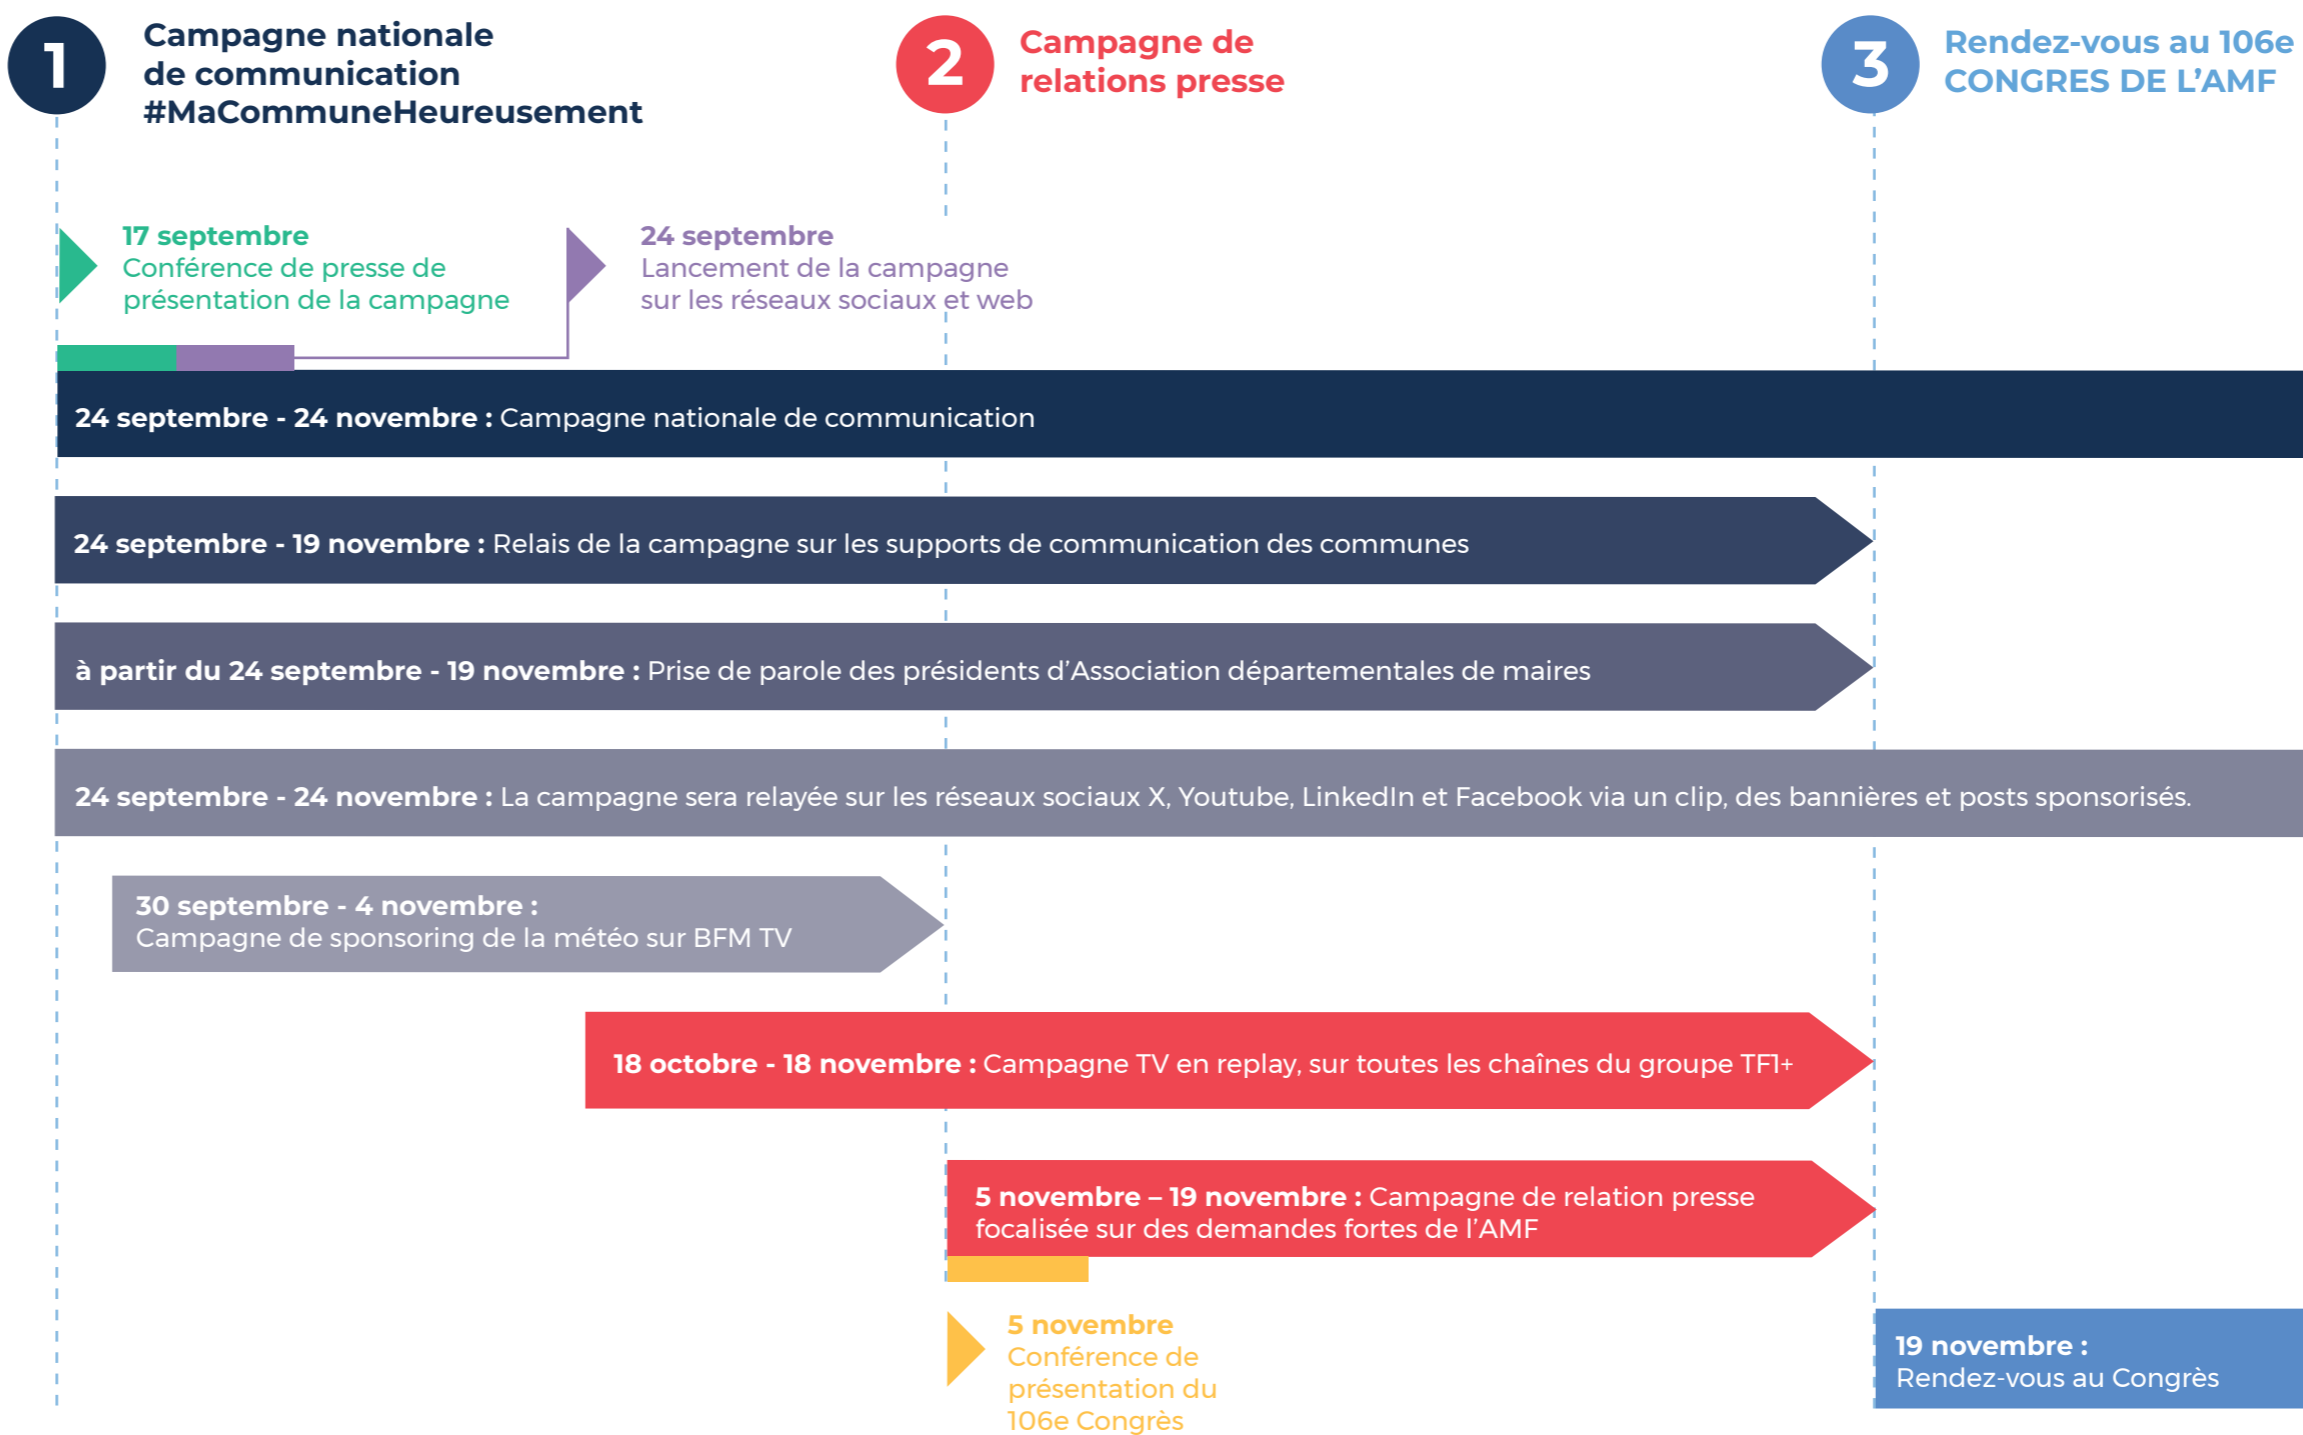 1
Campagne nationale
de communication
#MaCommuneHeureusement
2
Campagne de
relations presse
3
Rendez-vous au 106e
CONGRES DE L'AMF
17 septembre
Conférence de presse de
présentation de la campagne
24 septembre
Lancement de la campagne
sur les réseaux sociaux et web
24 septembre - 24 novembre : Campagne nationale de communication
24 septembre - 19 novembre : Relais de la campagne sur les supports de communication des communes
à partir du 24 septembre - 19 novembre : Prise de parole des présidents d'Association départementales de maires
24 septembre - 24 novembre : La campagne sera relayée sur les réseaux sociaux X, Youtube, LinkedIn et Facebook via un clip, des bannières et posts sponsorisés.
30 septembre - 4 novembre :
Campagne de sponsoring de la météo sur BFM TV
18 octobre - 18 novembre : Campagne TV en replay, sur toutes les chaînes du groupe TF1+
5 novembre – 19 novembre : Campagne de relation presse
focalisée sur des demandes fortes de l'AMF
5 novembre
Conférence de
présentation du
106e Congrès
19 novembre :
Rendez-vous au Congrès